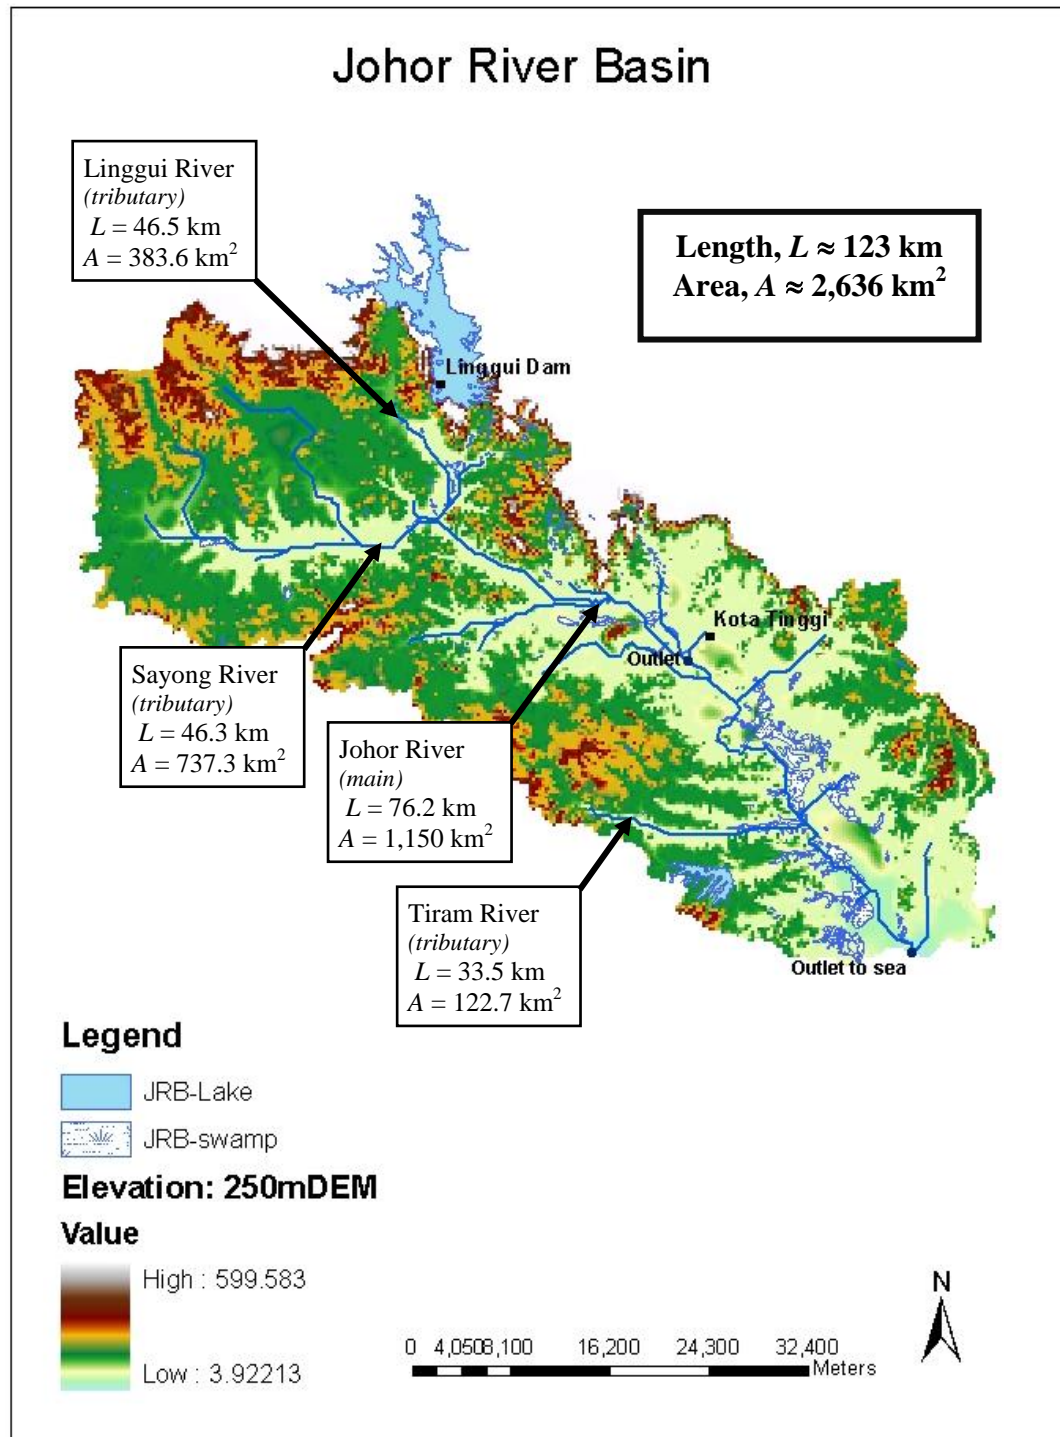 Johor River Basin
Linggui River
(tributary)
L = 46.5 km
A = 383.6 km²
Length, L ≈ 123 km
Area, A ≈ 2,636 km²
Linggui Dam
Kota Tinggi
Outlet
Sayong River
(tributary)
L = 46.3 km
A = 737.3 km²
Johor River
(main)
L = 76.2 km
A = 1,150 km²
Tiram River
(tributary)
L = 33.5 km
A = 122.7 km²
Outlet to sea
Legend
JRB-Lake
JRB-swamp
Elevation: 250mDEM
Value
High : 599.583
Low : 3.92213
0 4,050 8,100 16,200 24,300 32,400
Meters
N